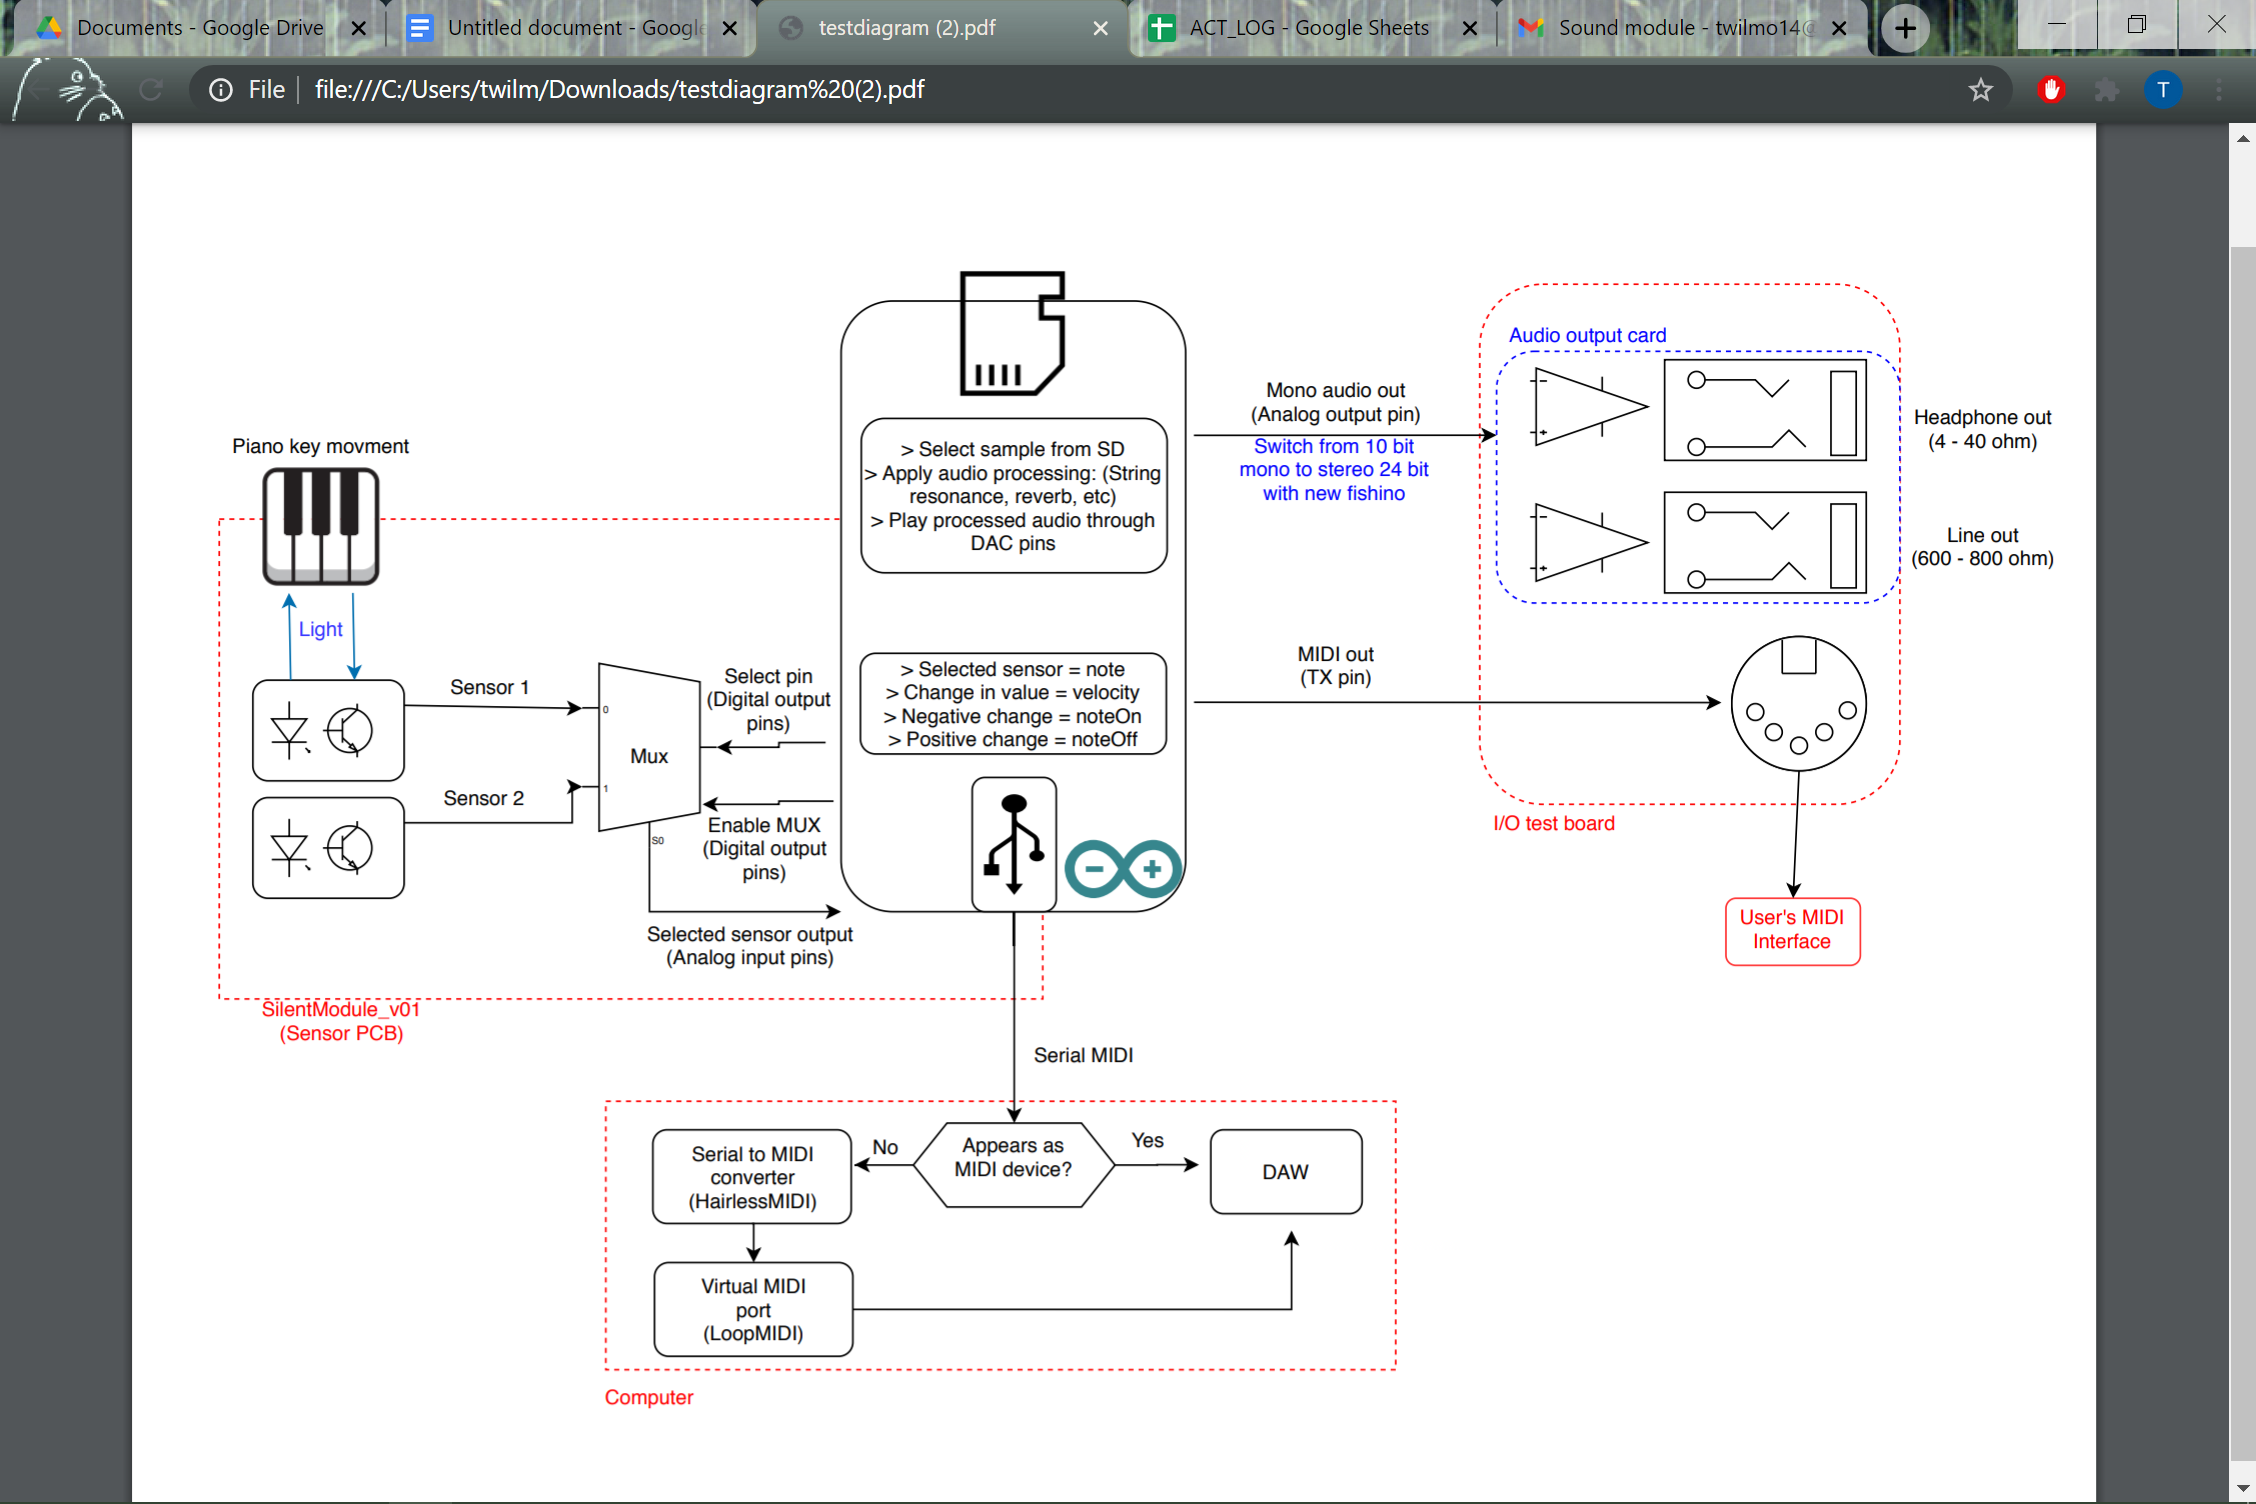 Documents - Google Drive
Untitled document - Google
testdiagram (2).pdf
ACT_LOG - Google Sheets
Sound module - twilmo14@
File
file:///C:/Users/twilm/Downloads/testdiagram%20(2).pdf
T
Piano key movment
Light
Sensor 1
Sensor 2
0
1
Mux
S0
Select pin
(Digital output
pins)
Enable MUX
(Digital output
pins)
Selected sensor output
(Analog input pins)
SilentModule_v01
(Sensor PCB)
> Select sample from SD
> Apply audio processing: (String
resonance, reverb, etc)
> Play processed audio through
DAC pins
> Selected sensor = note
> Change in value = velocity
> Negative change = noteOn
> Positive change = noteOff
Mono audio out
(Analog output pin)
Switch from 10 bit
mono to stereo 24 bit
with new fishino
MIDI out
(TX pin)
Audio output card
Headphone out
(4 - 40 ohm)
Line out
(600 - 800 ohm)
I/O test board
User's MIDI
Interface
Serial MIDI
Appears as
MIDI device?
No
Yes
Serial to MIDI
converter
(HairlessMIDI)
DAW
Virtual MIDI
port
(LoopMIDI)
Computer